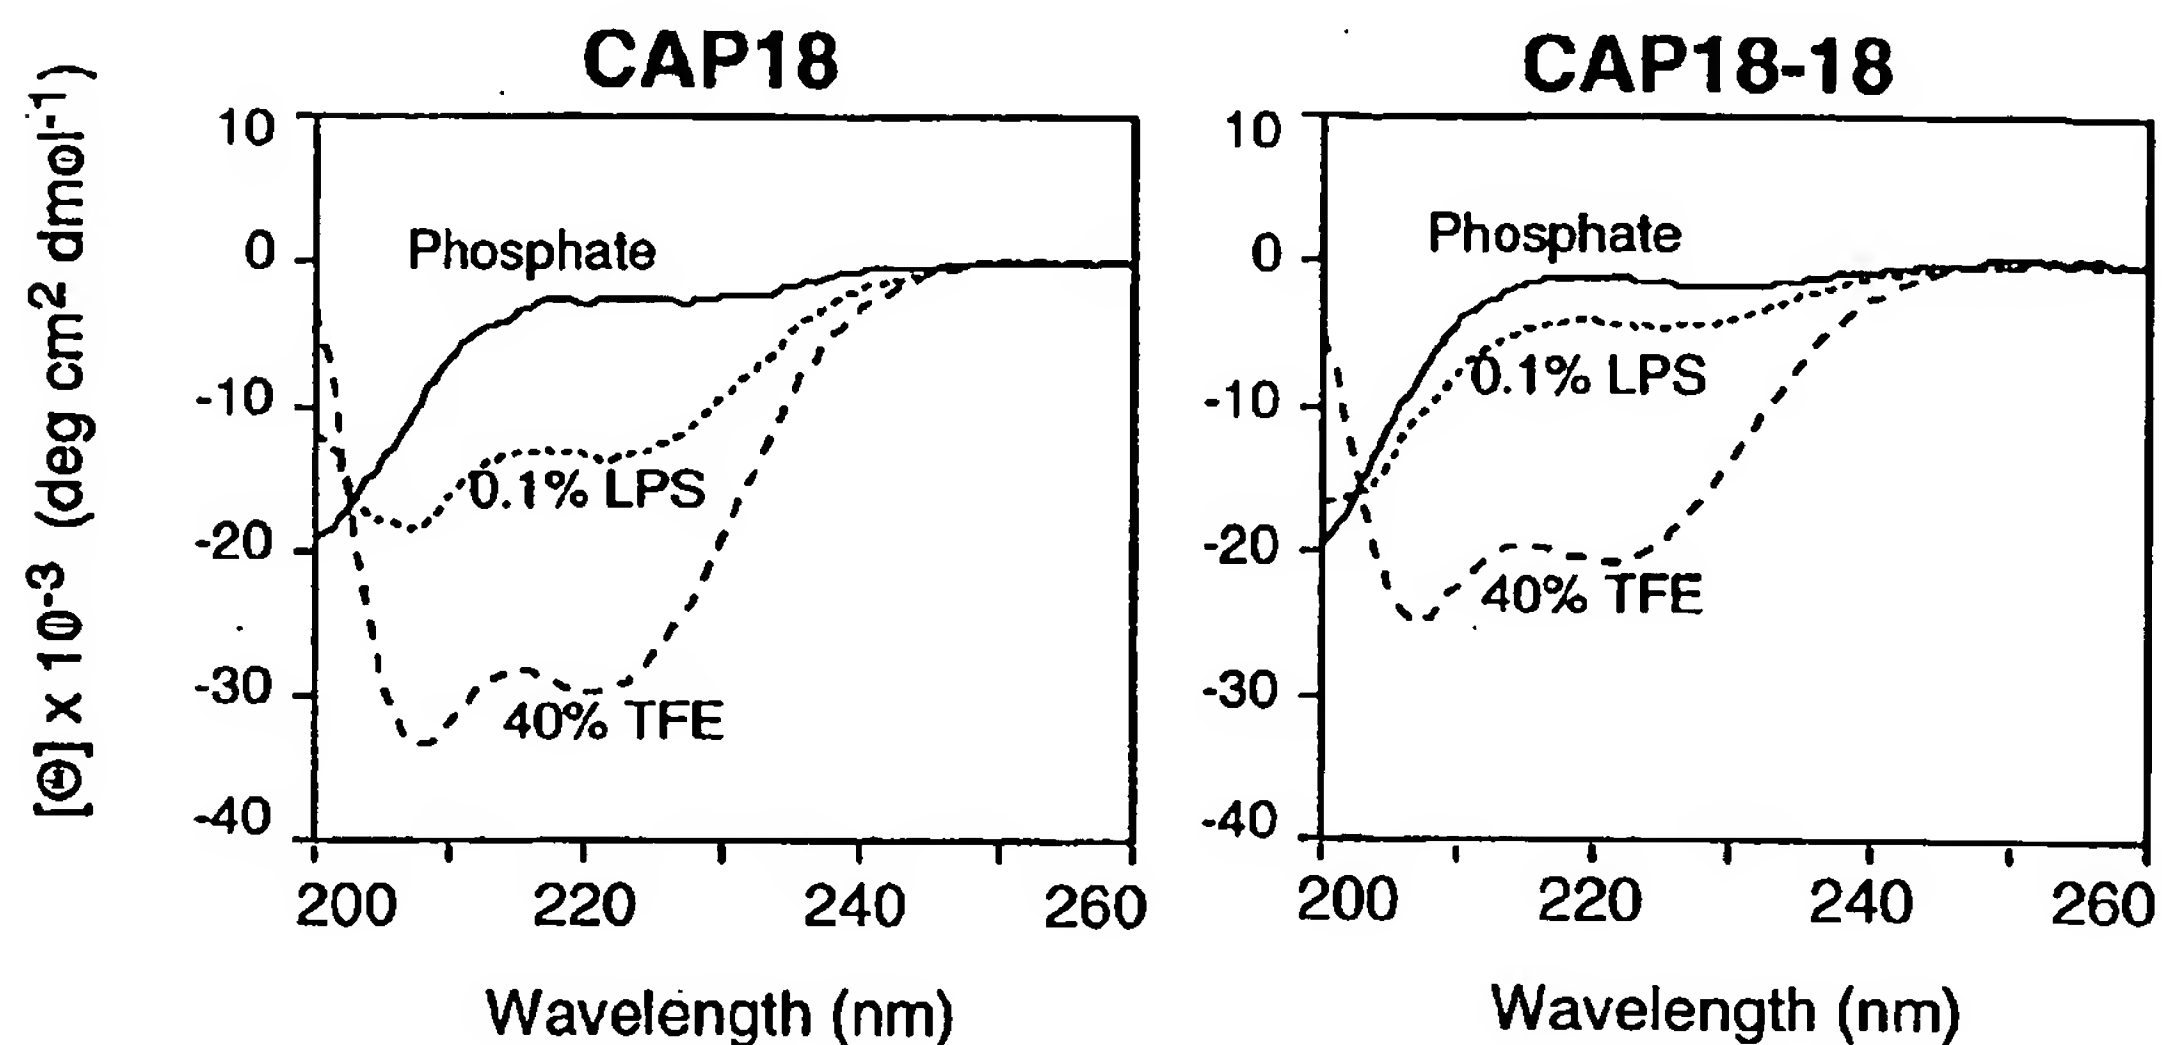 CAP18
CAP18-18
[Θ] x 10-3 (deg cm2 dmol-1)
10
0
-10
-20
-30
-40
Phosphate
0.1% LPS
40% TFE
200
220
240
260
Wavelength (nm)
10
0
-10
-20
-30
-40
Phosphate
0.1% LPS
40% TFE
200
220
240
260
Wavelength (nm)